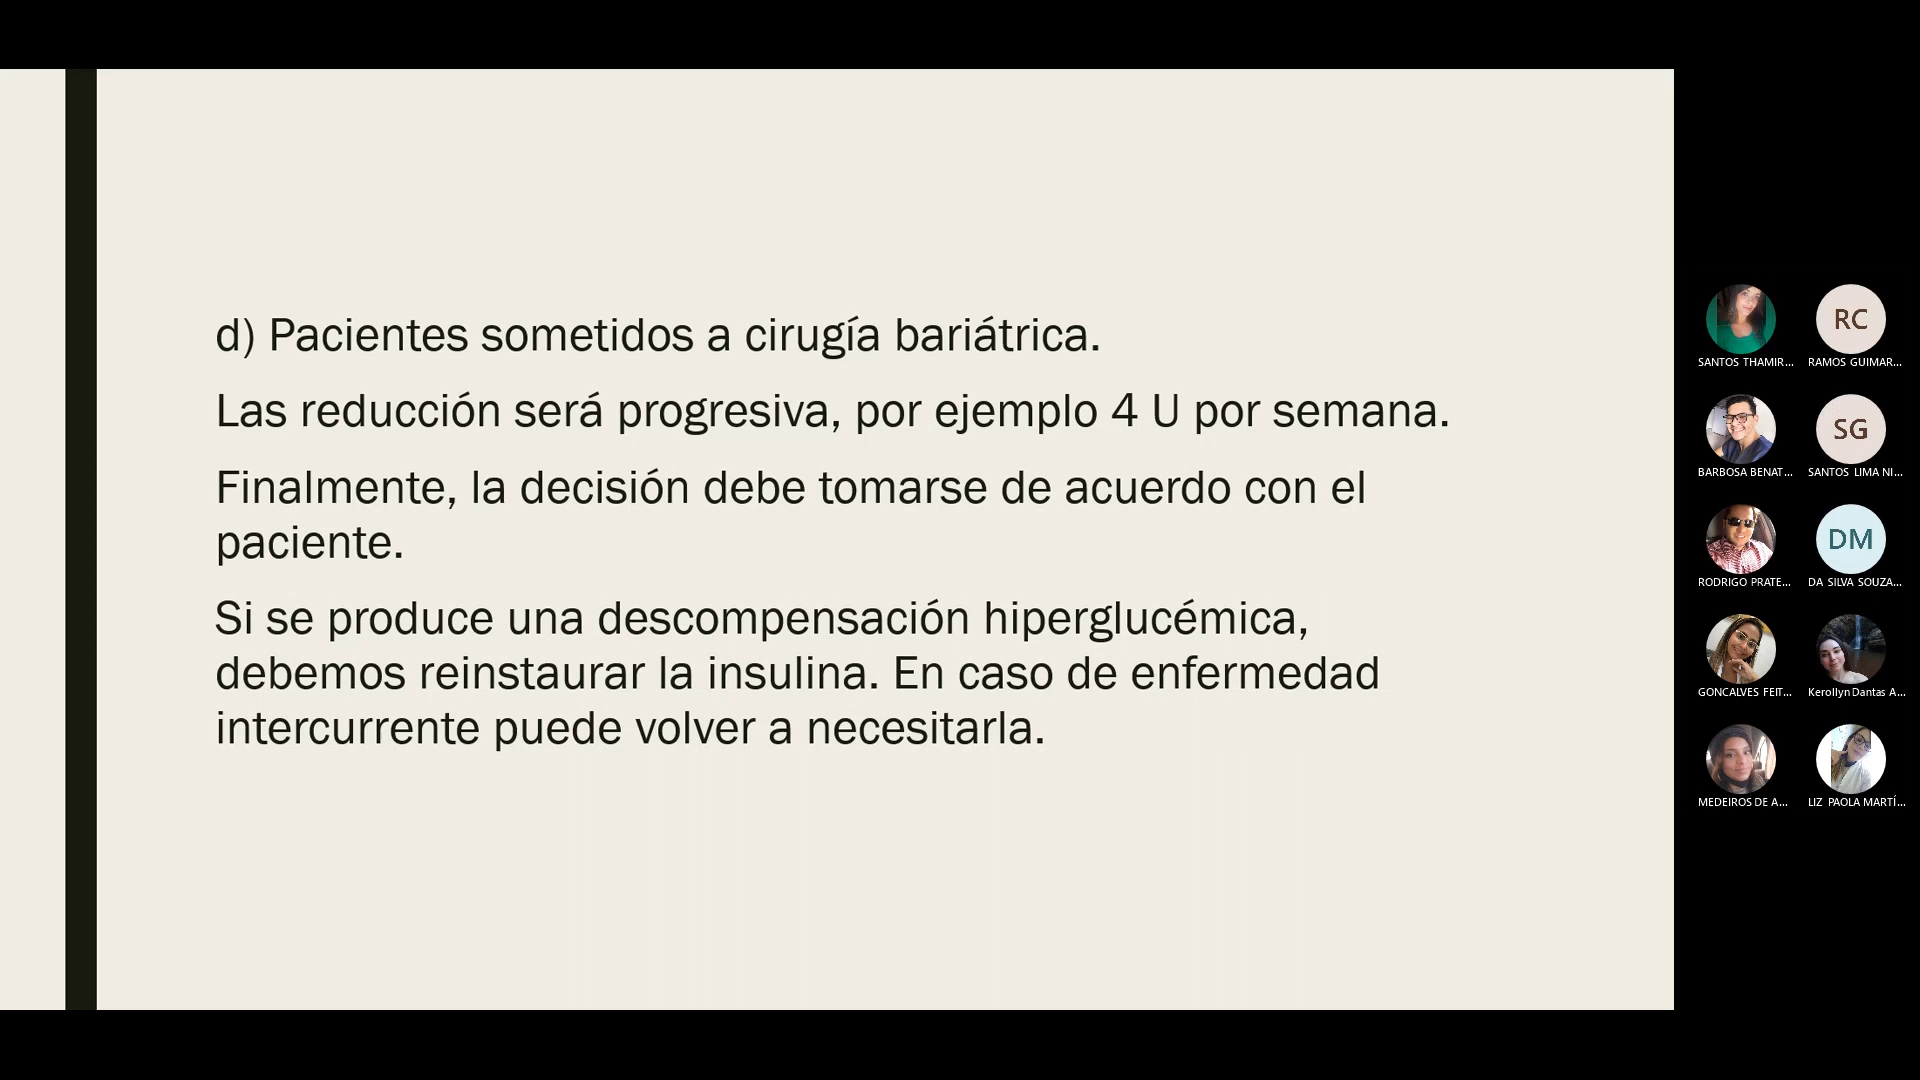 d) Pacientes sometidos a cirugía bariátrica.
Las reducción será progresiva, por ejemplo 4 U por semana.
Finalmente, la decisión debe tomarse de acuerdo con el
paciente.
Si se produce una descompensación hiperglucémica,
debemos reinstaurar la insulina. En caso de enfermedad
intercurrente puede volver a necesitarla.
RC
SANTOS THAMIR...
RAMOS GUIMAR...
SG
BARBOSA BENAT...
SANTOS LIMA NI...
DM
RODRIGO PRATE...
DA SILVA SOUZA...
GONCALVES FEIT...
Kerollyn Dantas A...
MEDEIROS DE A...
LIZ PAOLA MARTÍ...